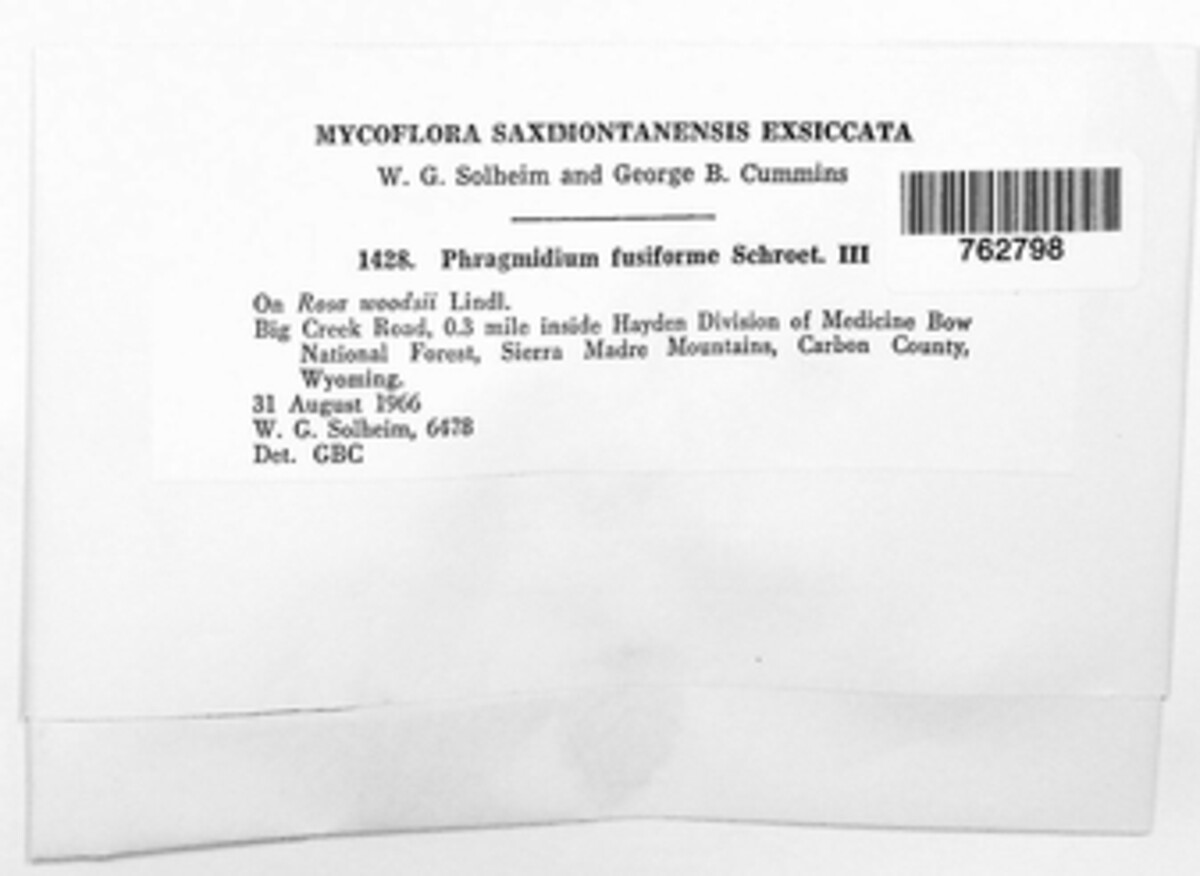 MYCOFLORA SAXIMONTANENSIS EXSICCATA
W. G. Solheim and George B. Cummins
1428. Phragmidium fusiforme Schroet. III
762798
On Rosa woodsii Lindl.
Big Creek Road, 0.3 mile inside Hayden Division of Medicine Bow
National Forest, Sierra Madre Mountains, Carbon County,
Wyoming.
31 August 1966
W. G. Solheim, 6478
Det. GBC